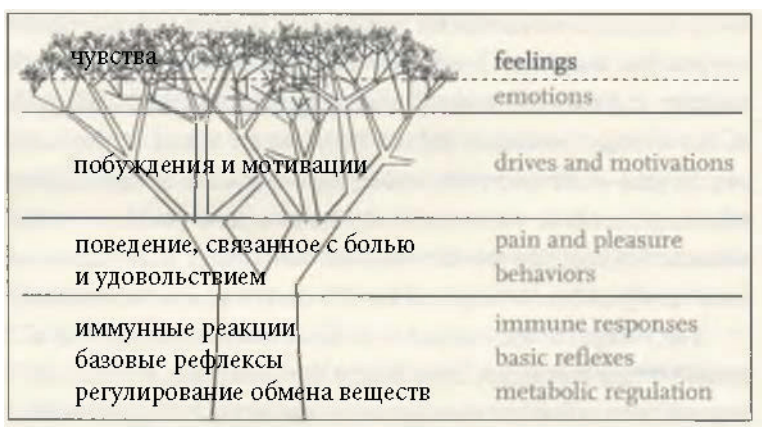 чувства feelings
emotions
побуждения и мотивации drives and motivations
поведение, связанное с болью pain and pleasure
и удовольствием behaviors
иммунные реакции immune responses
базовые рефлексы basic reflexes
регулирование обмена веществ metabolic regulation